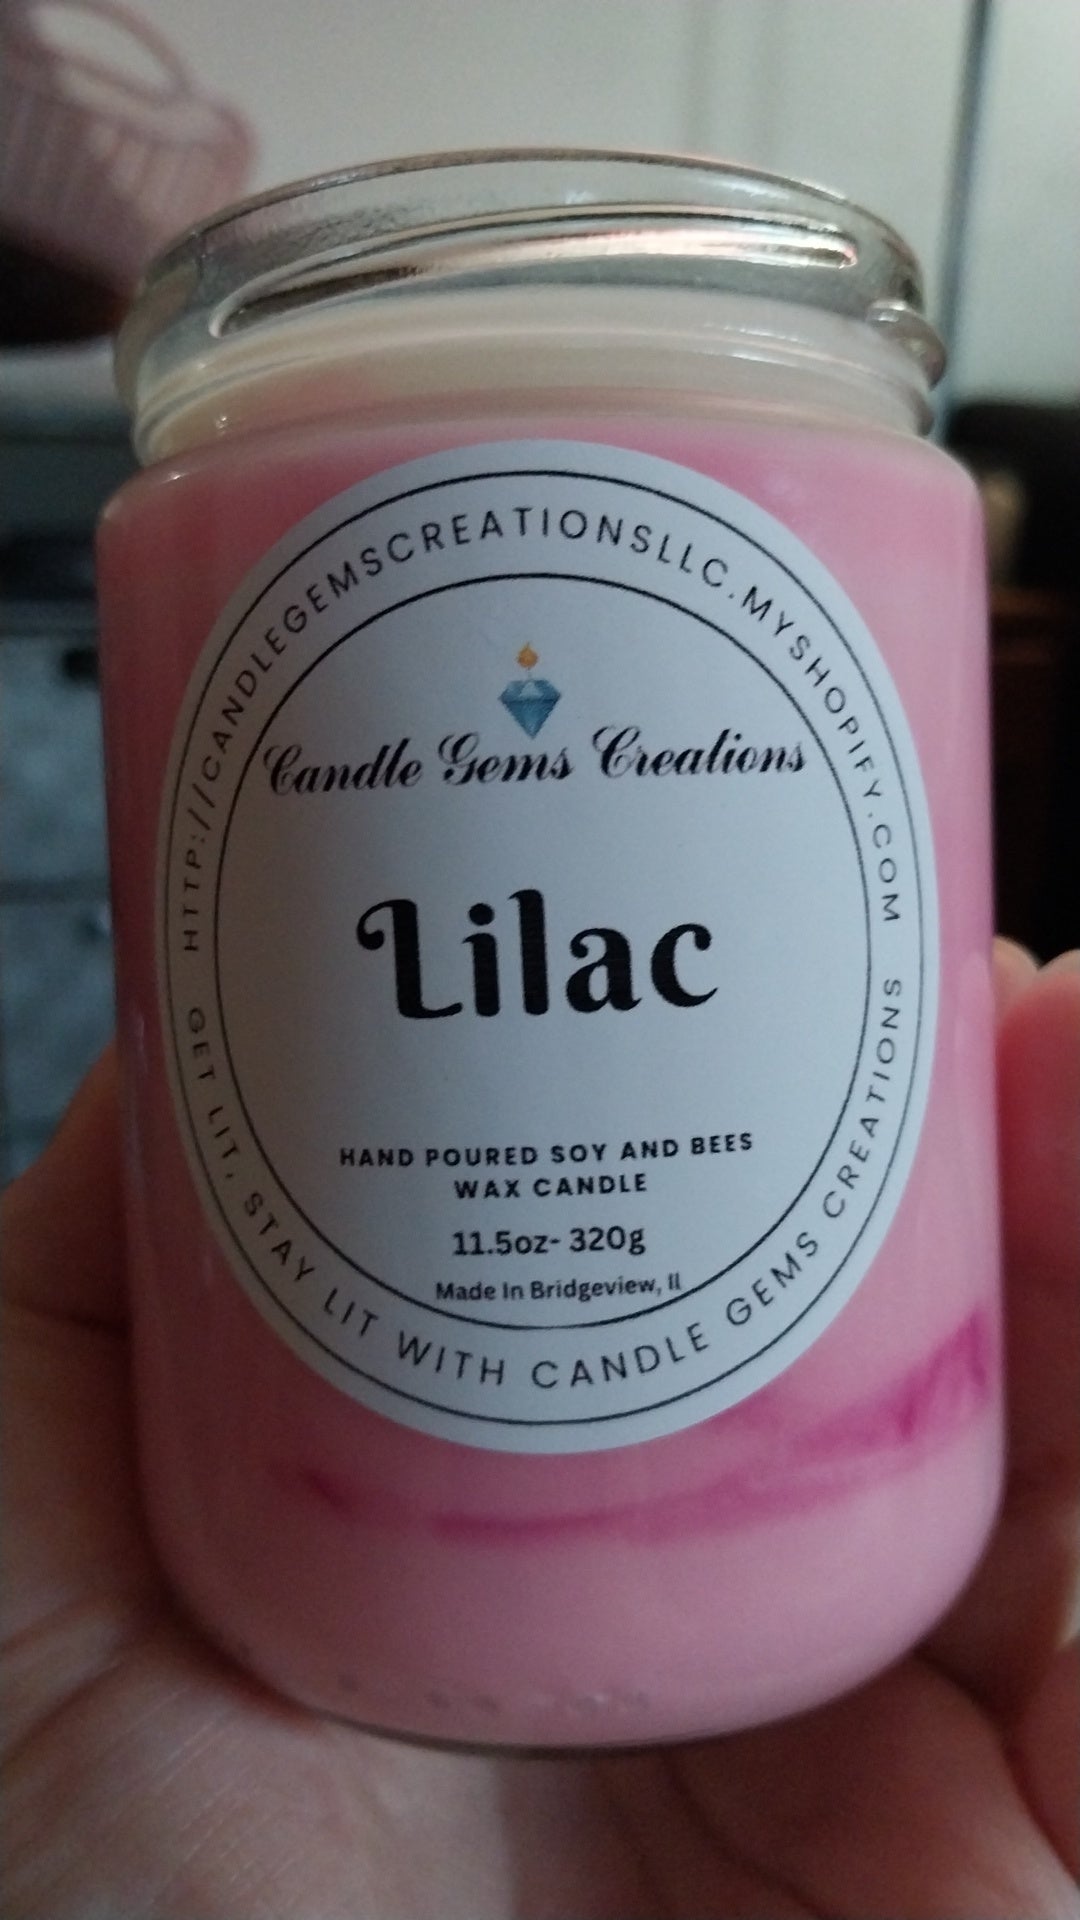 HTTP://CANDLEGEMSCREATIONSLLC.MYSHOPIFY.COM
Candle Gems Creations
Lilac
HAND POURED SOY AND BEES
WAX CANDLE
11.5oz- 320g
Made In Bridgeview, Il
GET LIT, STAY LIT WITH CANDLE GEMS CREATIONS